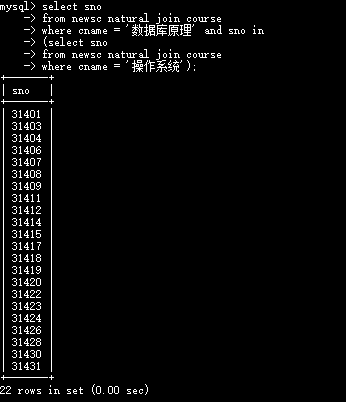 mysql> select sno
-> from newsc natural join course
-> where cname = '数据库原理' and sno in
-> (select sno
-> from newsc natural join course
-> where cname = '操作系统');
+-------+
| sno |
+-------+
| 31401 |
| 31403 |
| 31404 |
| 31406 |
| 31407 |
| 31408 |
| 31409 |
| 31411 |
| 31412 |
| 31414 |
| 31415 |
| 31417 |
| 31418 |
| 31419 |
| 31420 |
| 31422 |
| 31423 |
| 31424 |
| 31426 |
| 31428 |
| 31430 |
| 31431 |
+-------+
22 rows in set (0.00 sec)